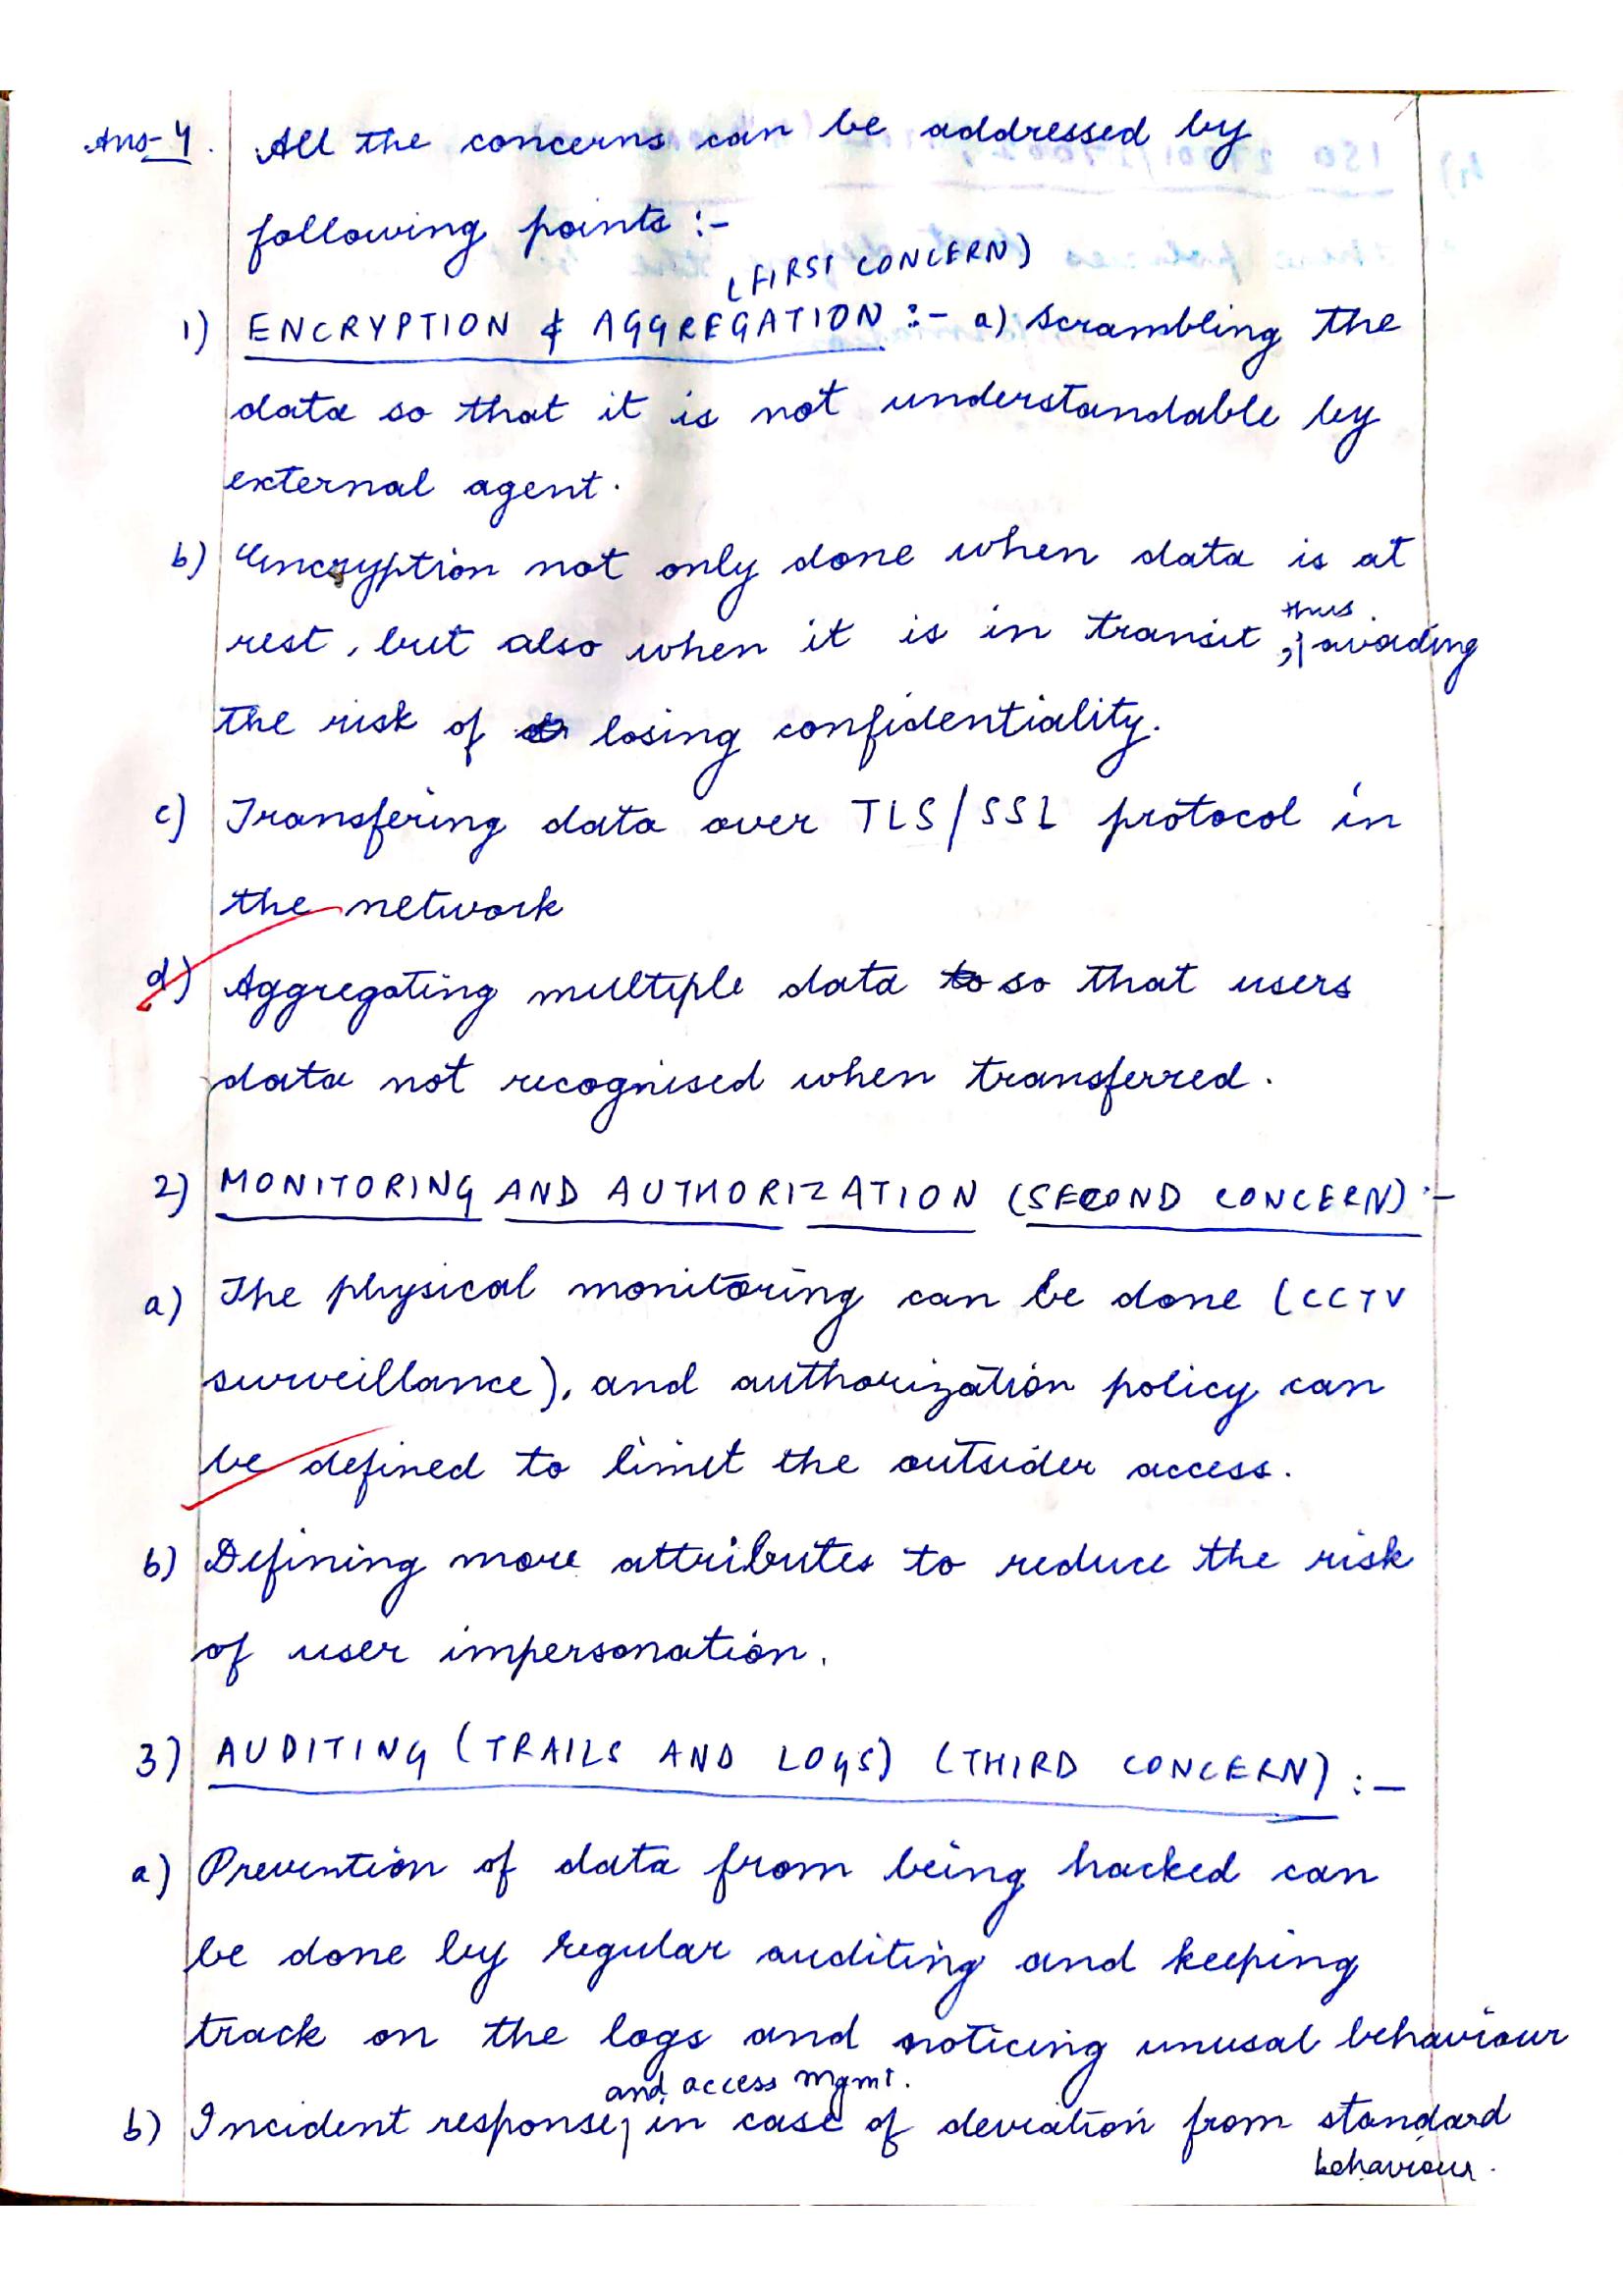 Ans-4. All the concerns can be addressed by
following points :-
(FIRST CONCERN)
1) ENCRYPTION & AGGREGATION :- a) Scrambling the
data so that it is not understandable by
external agent.
b) Encryption not only done when data is at
rest, but also when it is in transit, thus avoiding
the risk of losing confidentiality.
c) Transfering data over TLS/SSL protocol in
the network
d) Aggregating multiple data so that users
data not recognised when transferred.
2) MONITORING AND AUTHORIZATION (SECOND CONCERN) :-
a) The physical monitoring can be done (CCTV
surveillance), and authorization policy can
be defined to limit the outsider access.
b) Defining more attributes to reduce the risk
of user impersonation.
3) AUDITING (TRAILS AND LOGS) (THIRD CONCERN) :-
a) Prevention of data from being hacked can
be done by regular auditing and keeping
track on the logs and noticing unusal behaviour
b) Incident response, and access mgmt. in case of deviation from standard
behaviour.